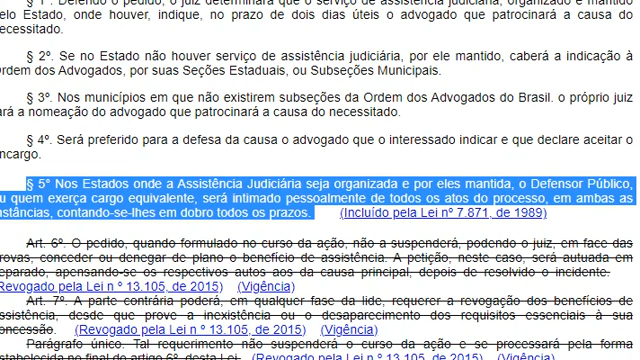 § 1º. Deferido o pedido, o juiz determinará que o serviço de assistência judiciária, organizado e mantido
pelo Estado, onde houver, indique, no prazo de dois dias úteis o advogado que patrocinará a causa do
necessitado.
§ 2º. Se no Estado não houver serviço de assistência judiciária, por ele mantido, caberá a indicação à
Ordem dos Advogados, por suas Seções Estaduais, ou Subseções Municipais.
§ 3º. Nos municípios em que não existirem subseções da Ordem dos Advogados do Brasil. o próprio juiz
fará a nomeação do advogado que patrocinará a causa do necessitado.
§ 4º. Será preferido para a defesa da causa o advogado que o interessado indicar e que declare aceitar o
encargo.
§ 5° Nos Estados onde a Assistência Judiciária seja organizada e por eles mantida, o Defensor Público,
ou quem exerça cargo equivalente, será intimado pessoalmente de todos os atos do processo, em ambas as
Instâncias, contando-se-lhes em dobro todos os prazos. (Incluído pela Lei nº 7.871, de 1989)
Art. 6º. O pedido, quando formulado no curso da ação, não a suspenderá, podendo o juiz, em face das
provas, conceder ou denegar de plano o benefício de assistência. A petição, neste caso, será autuada em
separado, apensando-se os respectivos autos aos da causa principal, depois de resolvido o incidente.
(Revogado pela Lei n º 13.105, de 2015) (Vigência)
Art. 7º. A parte contrária poderá, em qualquer fase da lide, requerer a revogação dos benefícios de
assistência, desde que prove a inexistência ou o desaparecimento dos requisitos essenciais à sua
concessão. (Revogado pela Lei n º 13.105, de 2015) (Vigência)
Parágrafo único. Tal requerimento não suspenderá o curso da ação e se processará pela forma
estabelecida no final do artigo 6º. desta Lei. (Revogado pela Lei n º 13.105, de 2015) (Vigência)